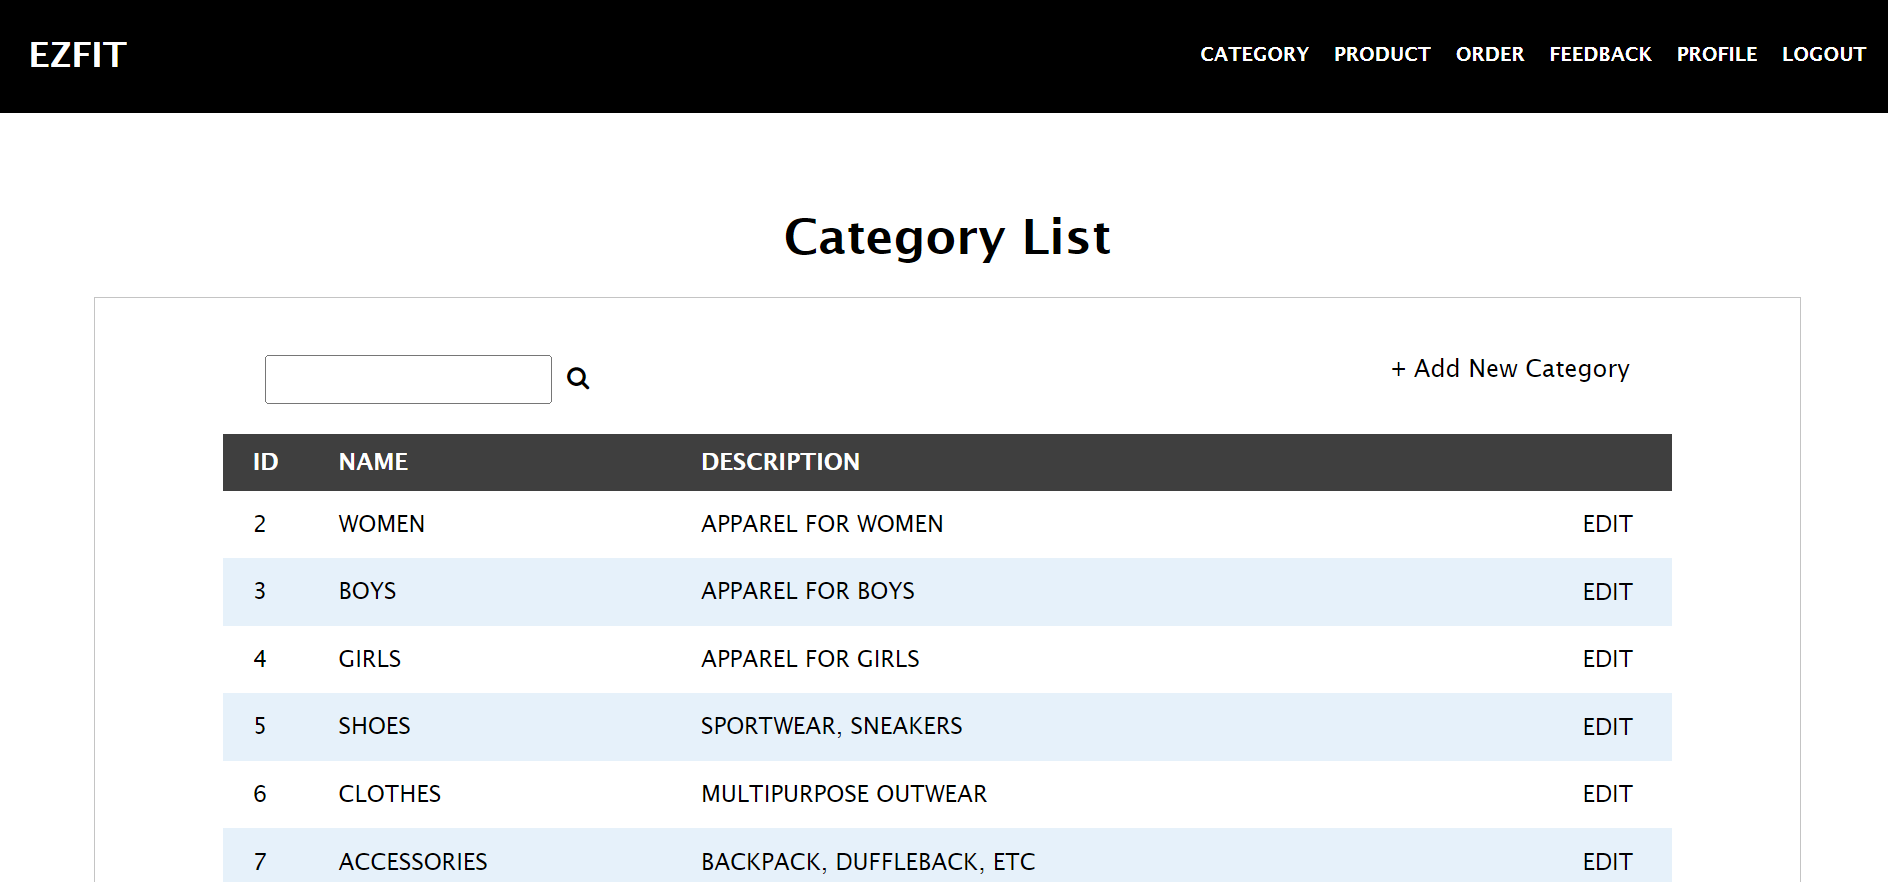 EZFIT CATEGORY PRODUCT ORDER FEEDBACK PROFILE LOGOUT
Category List
+ Add New Category
ID NAME DESCRIPTION
2 WOMEN APPAREL FOR WOMEN EDIT
3 BOYS APPAREL FOR BOYS EDIT
4 GIRLS APPAREL FOR GIRLS EDIT
5 SHOES SPORTWEAR, SNEAKERS EDIT
6 CLOTHES MULTIPURPOSE OUTWEAR EDIT
7 ACCESSORIES BACKPACK, DUFFLEBACK, ETC EDIT